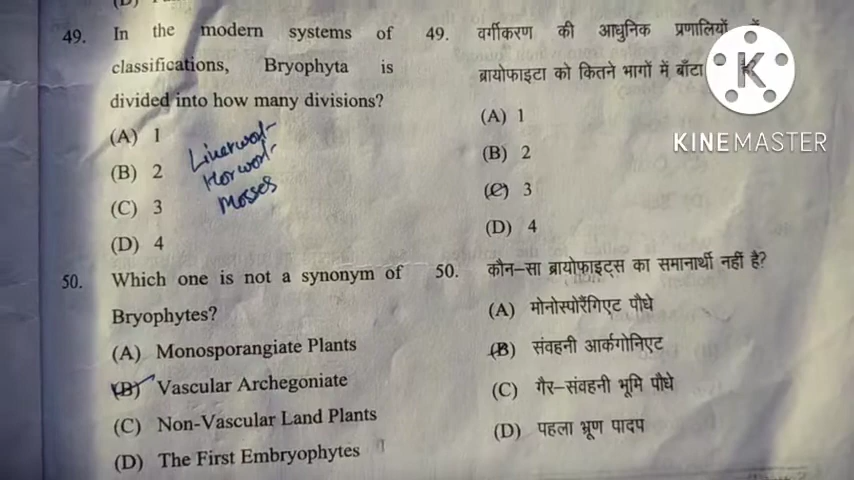 49. In the modern systems of
classifications, Bryophyta is
divided into how many divisions?
(A) 1
(B) 2
(C) 3
(D) 4
Liverwort
Horwort
Mosses
50. Which one is not a synonym of
Bryophytes?
(A) Monosporangiate Plants
(B) Vascular Archegoniate
(C) Non-Vascular Land Plants
(D) The First Embryophytes
49. वर्गीकरण की आधुनिक प्रणालियों
ब्रायोफाइटा को कितने भागों में बाँटा
(A) 1
(B) 2
(C) 3
(D) 4
50. कौन-सा ब्रायोफाइट्स का समानार्थी नहीं है?
(A) मोनोस्पोरैंगिएट पौधे
(B) संवहनी आर्कगोनिएट
(C) गैर-संवहनी भूमि पौधे
(D) पहला भ्रूण पादप
K
KINEMASTER